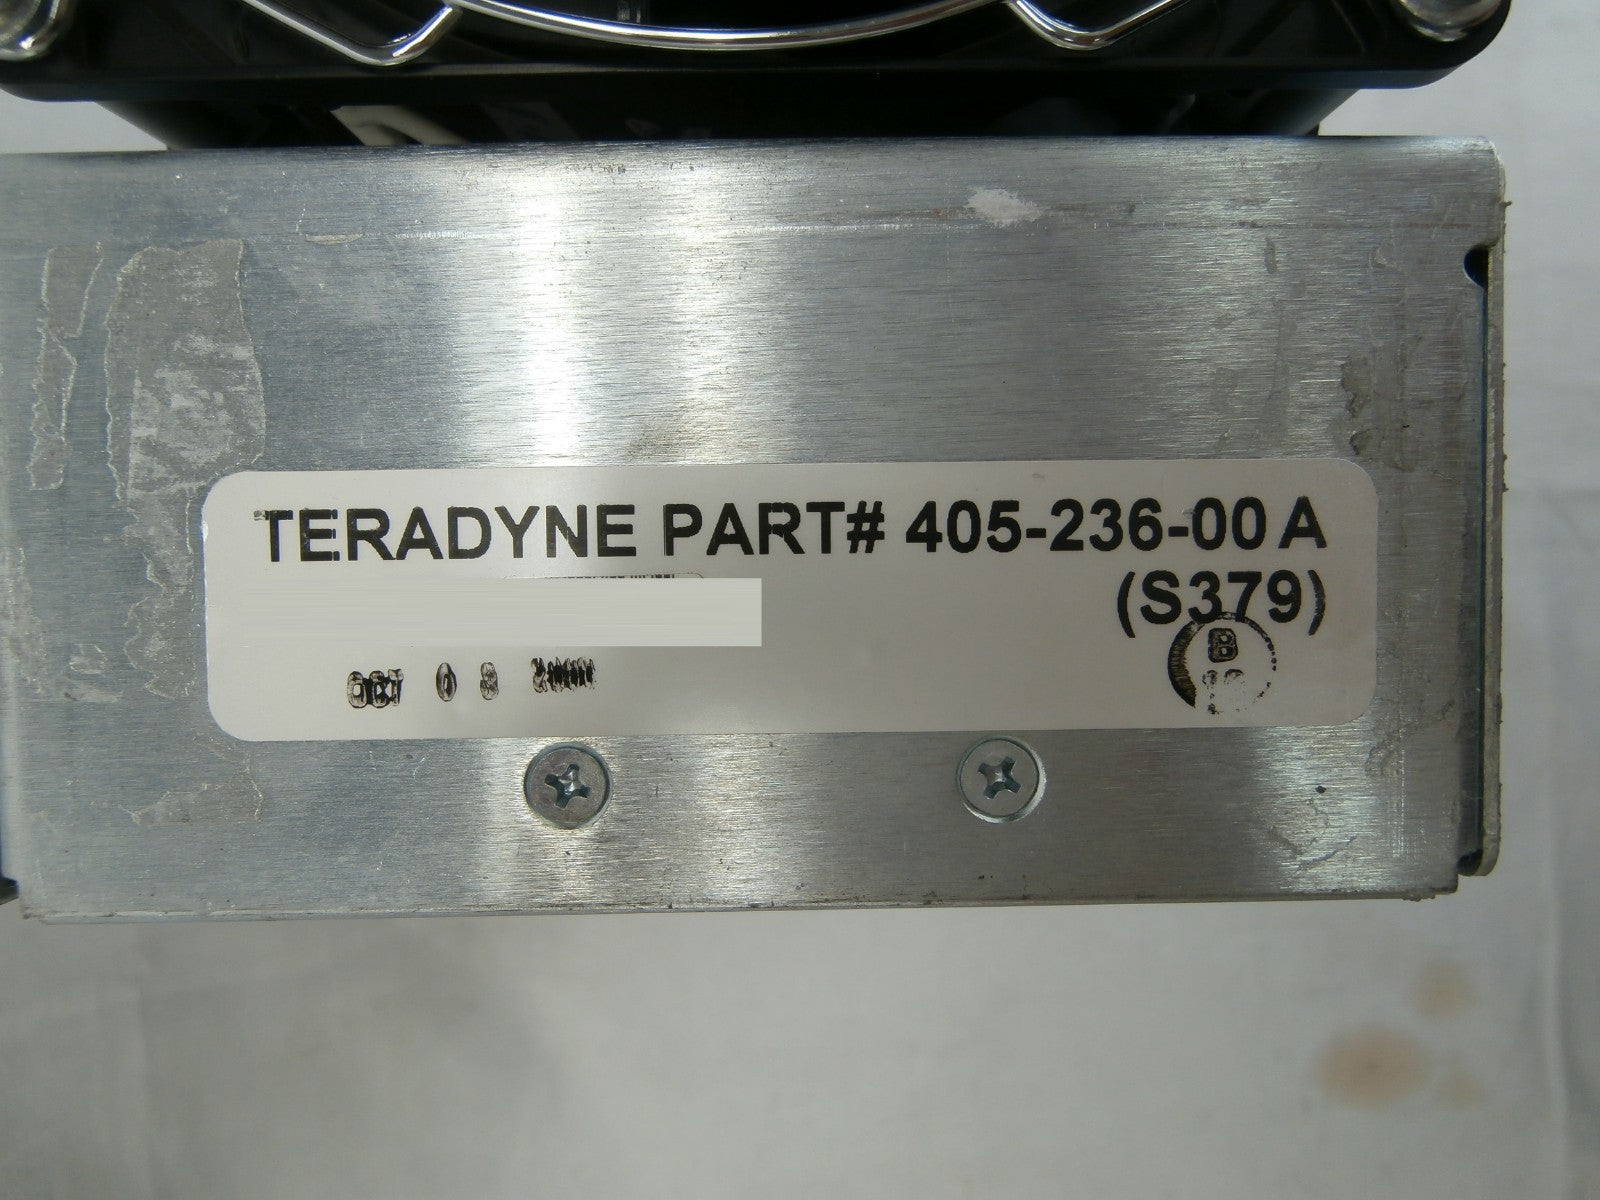 TERADYNE PART# 405-236-00 A
(S379)
B